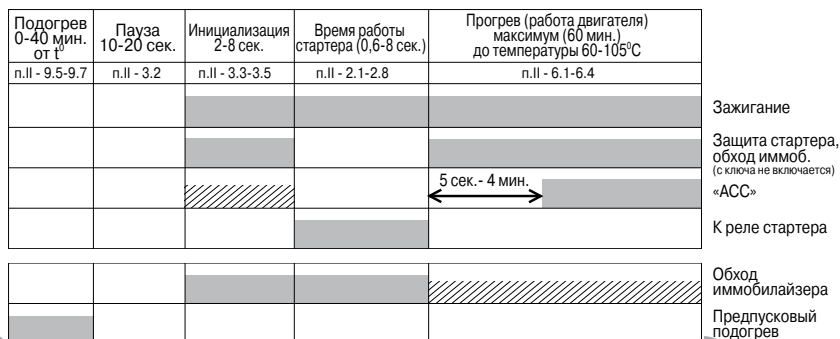 Подогрев
0-40 мин.
от t⁰
Пауза
10-20 сек.
Инициализация
2-8 сек.
Время работы
стартера (0,6-8 сек.)
Прогрев (работа двигателя)
максимум (60 мин.)
до температуры 60-105⁰С
п.II - 9.5-9.7
п.II - 3.2
п.II - 3.3-3.5
п.II - 2.1-2.8
п.II - 6.1-6.4
Зажигание
Защита стартера,
обход иммоб.
(с ключа не включается)
5 сек.- 4 мин.
«АСС»
К реле стартера
Обход
иммобилайзера
Предпусковый
подогрев